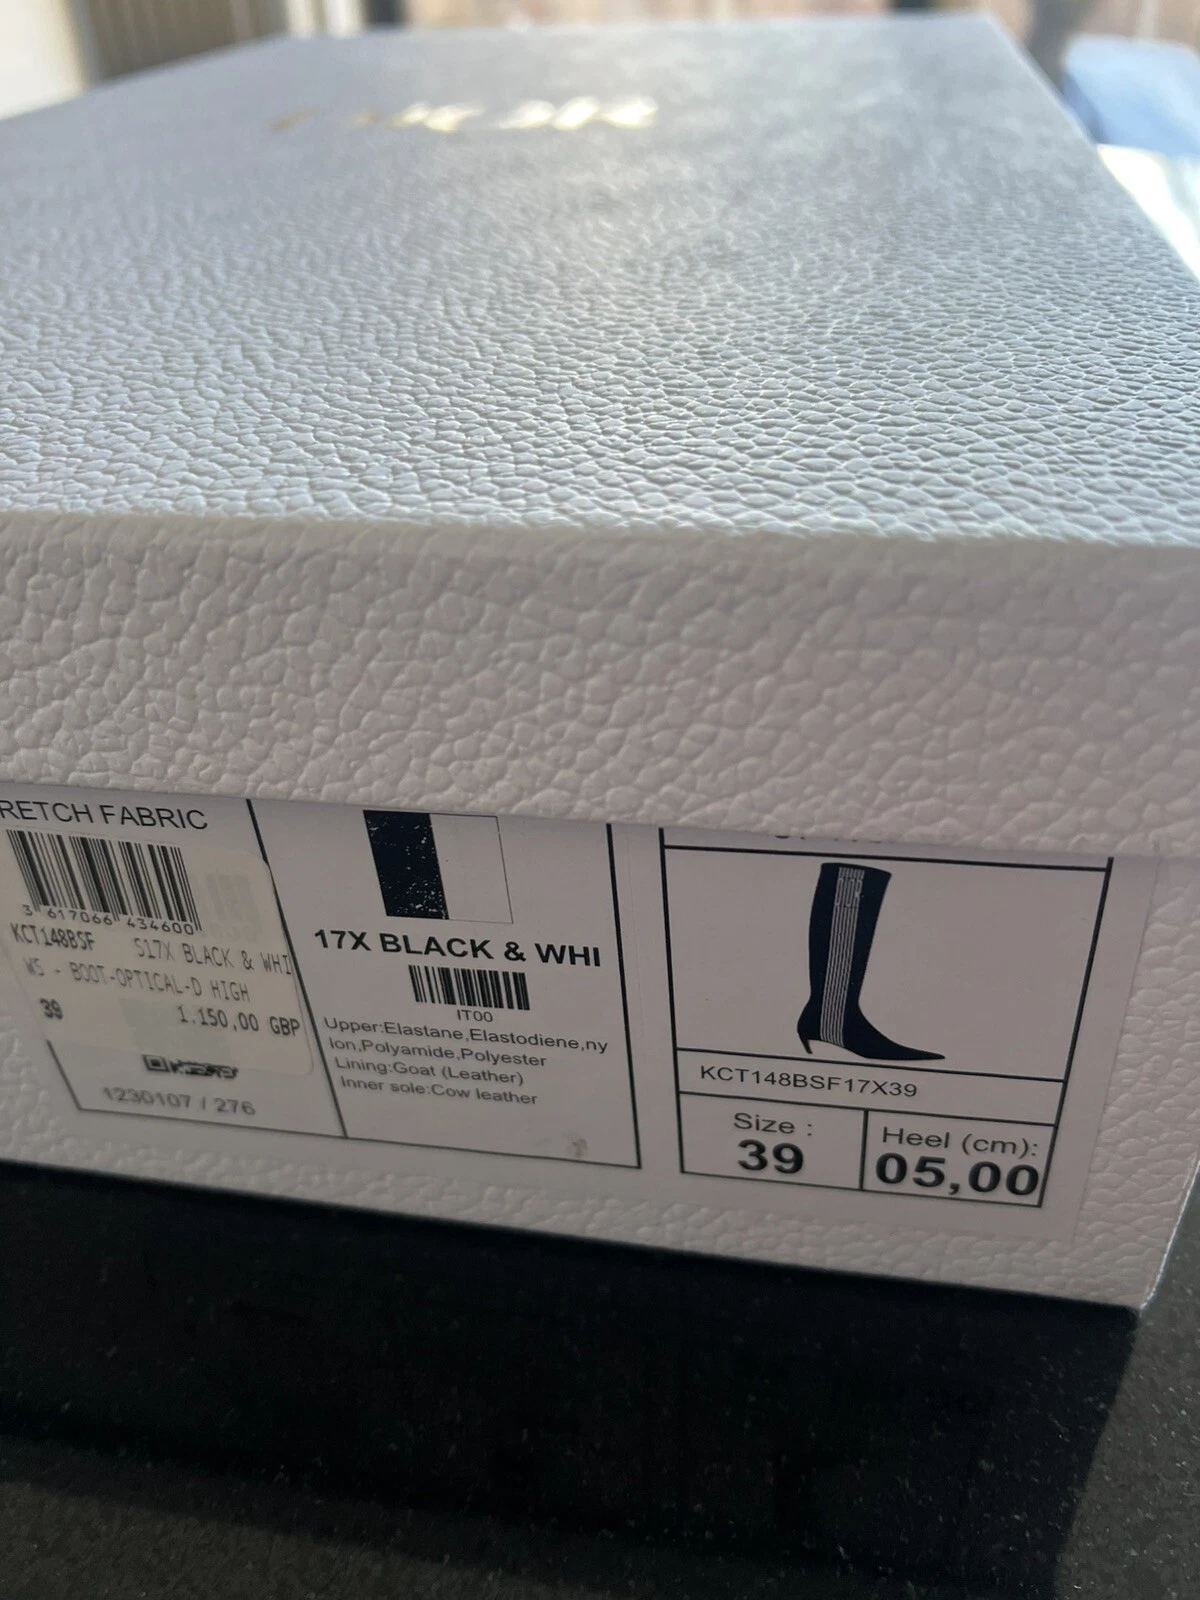 RETCH FABRIC
3 617066 434600
KCT148BSF S17X BLACK & WHI
WS - BOOT-OPTICAL-D HIGH
39 1.150,00 GBP
1230107 / 276
17X BLACK & WHI
IT00
Upper:Elastane,Elastodiene,ny
lon,Polyamide,Polyester
Lining:Goat (Leather)
Inner sole:Cow leather
DIOR
KCT148BSF17X39
Size :
39
Heel (cm):
05,00